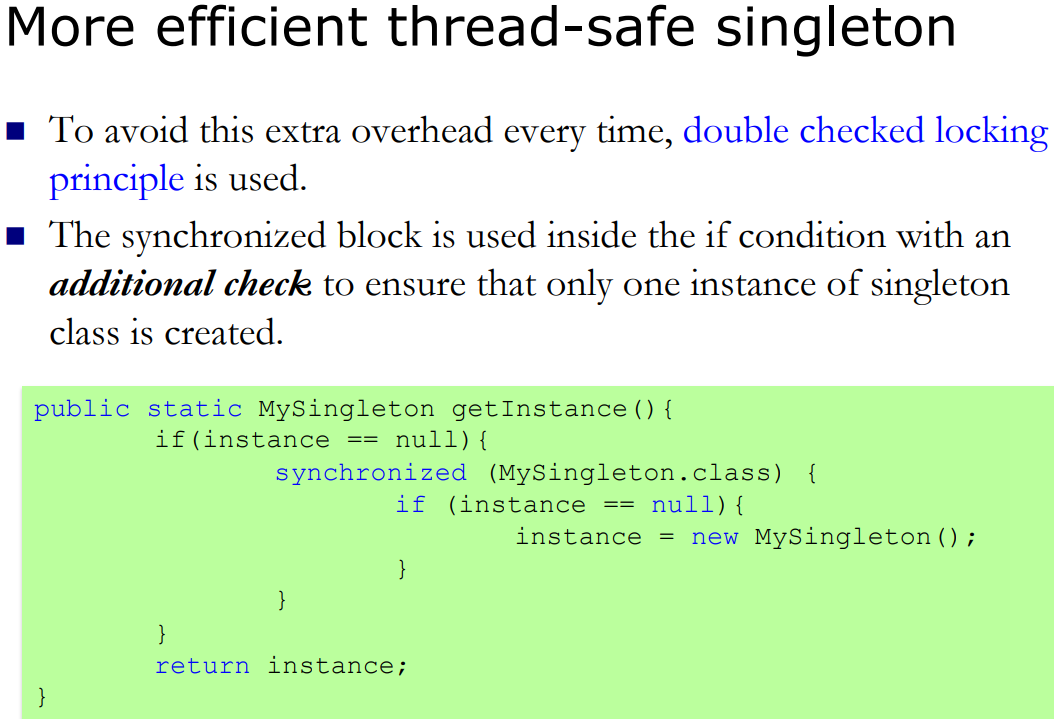 More efficient thread-safe singleton
To avoid this extra overhead every time, double checked locking
principle is used.
The synchronized block is used inside the if condition with an
additional check to ensure that only one instance of singleton
class is created.
public static MySingleton getInstance(){
if(instance == null){
synchronized (MySingleton.class) {
if (instance == null){
instance = new MySingleton();
}
}
}
return instance;
}